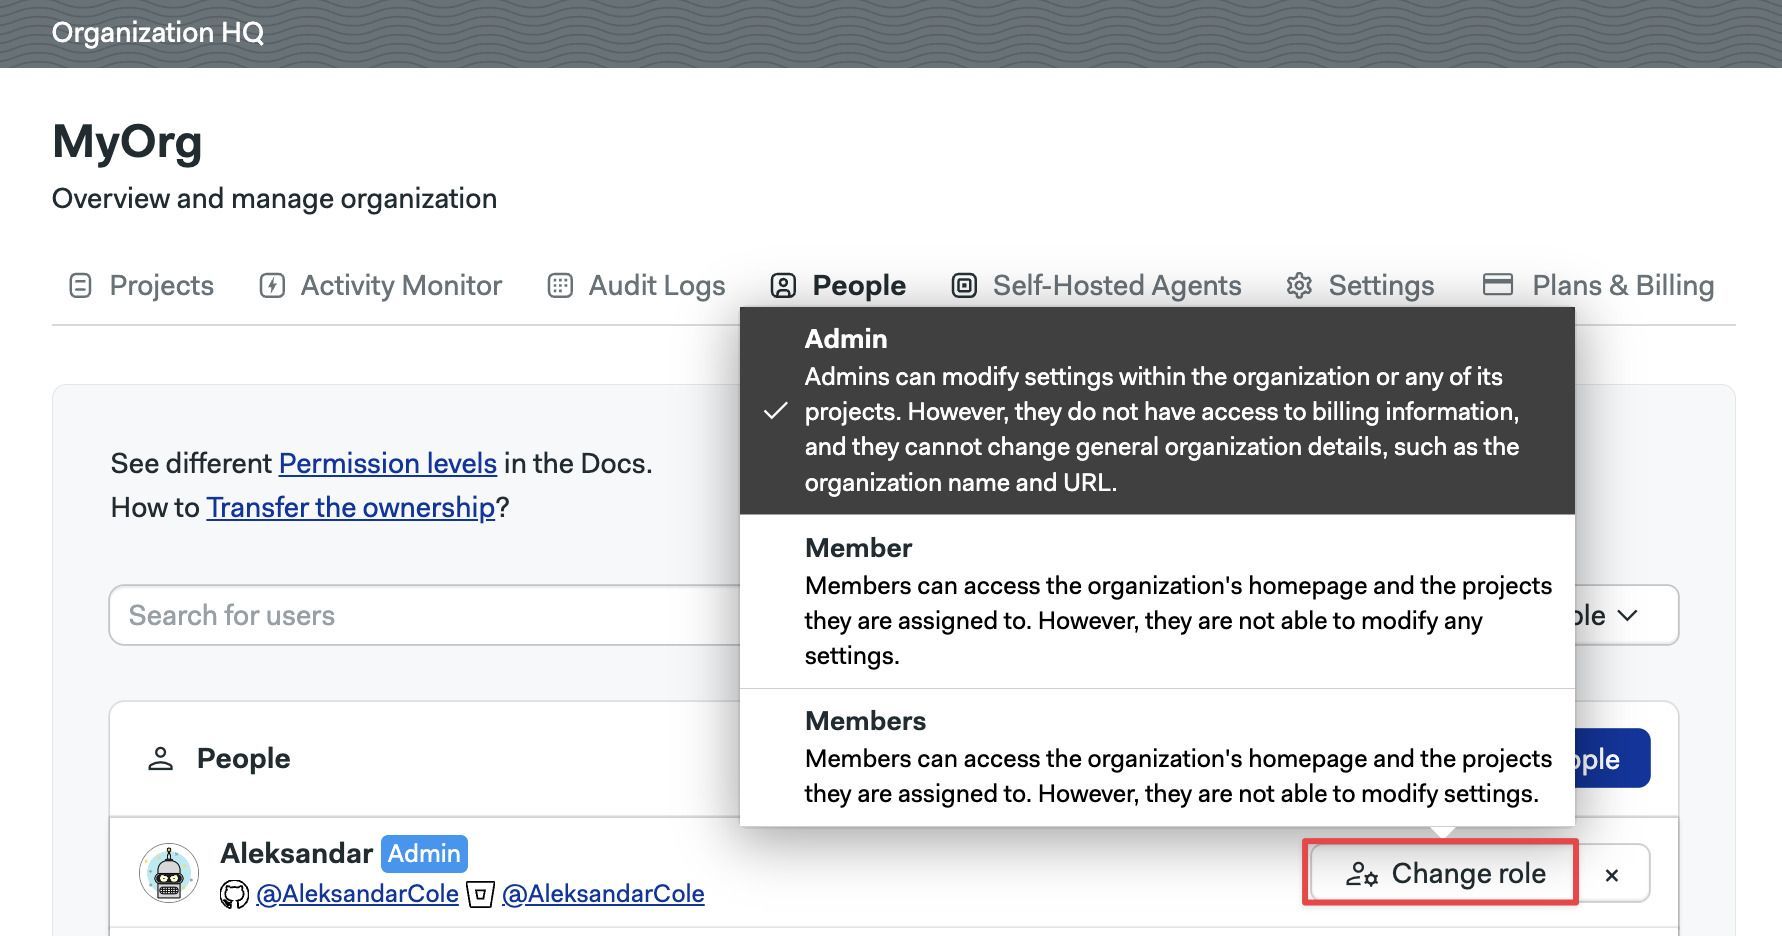 Organization HQ
MyOrg
Overview and manage organization
Projects Activity Monitor Audit Logs People Self-Hosted Agents Settings Plans & Billing
Admin
Admins can modify settings within the organization or any of its
projects. However, they do not have access to billing information,
and they cannot change general organization details, such as the
organization name and URL.
See different Permission levels in the Docs.
How to Transfer the ownership?
Member
Members can access the organization's homepage and the projects
they are assigned to. However, they are not able to modify any
settings.
Search for users
Members
Members can access the organization's homepage and the projects
they are assigned to. However, they are not able to modify settings.
People
Aleksandar Admin
@AleksandarCole @AleksandarCole
Change role